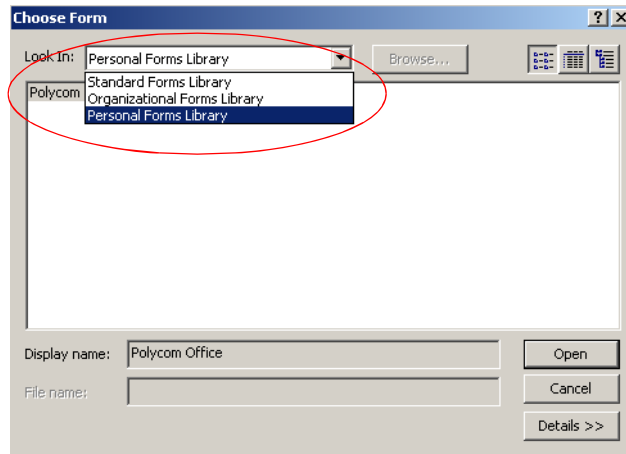 Choose Form
Look In: Personal Forms Library Browse...
Standard Forms Library
Polycom
Organizational Forms Library
Personal Forms Library
Display name: Polycom Office Open
File name: Cancel
Details >>